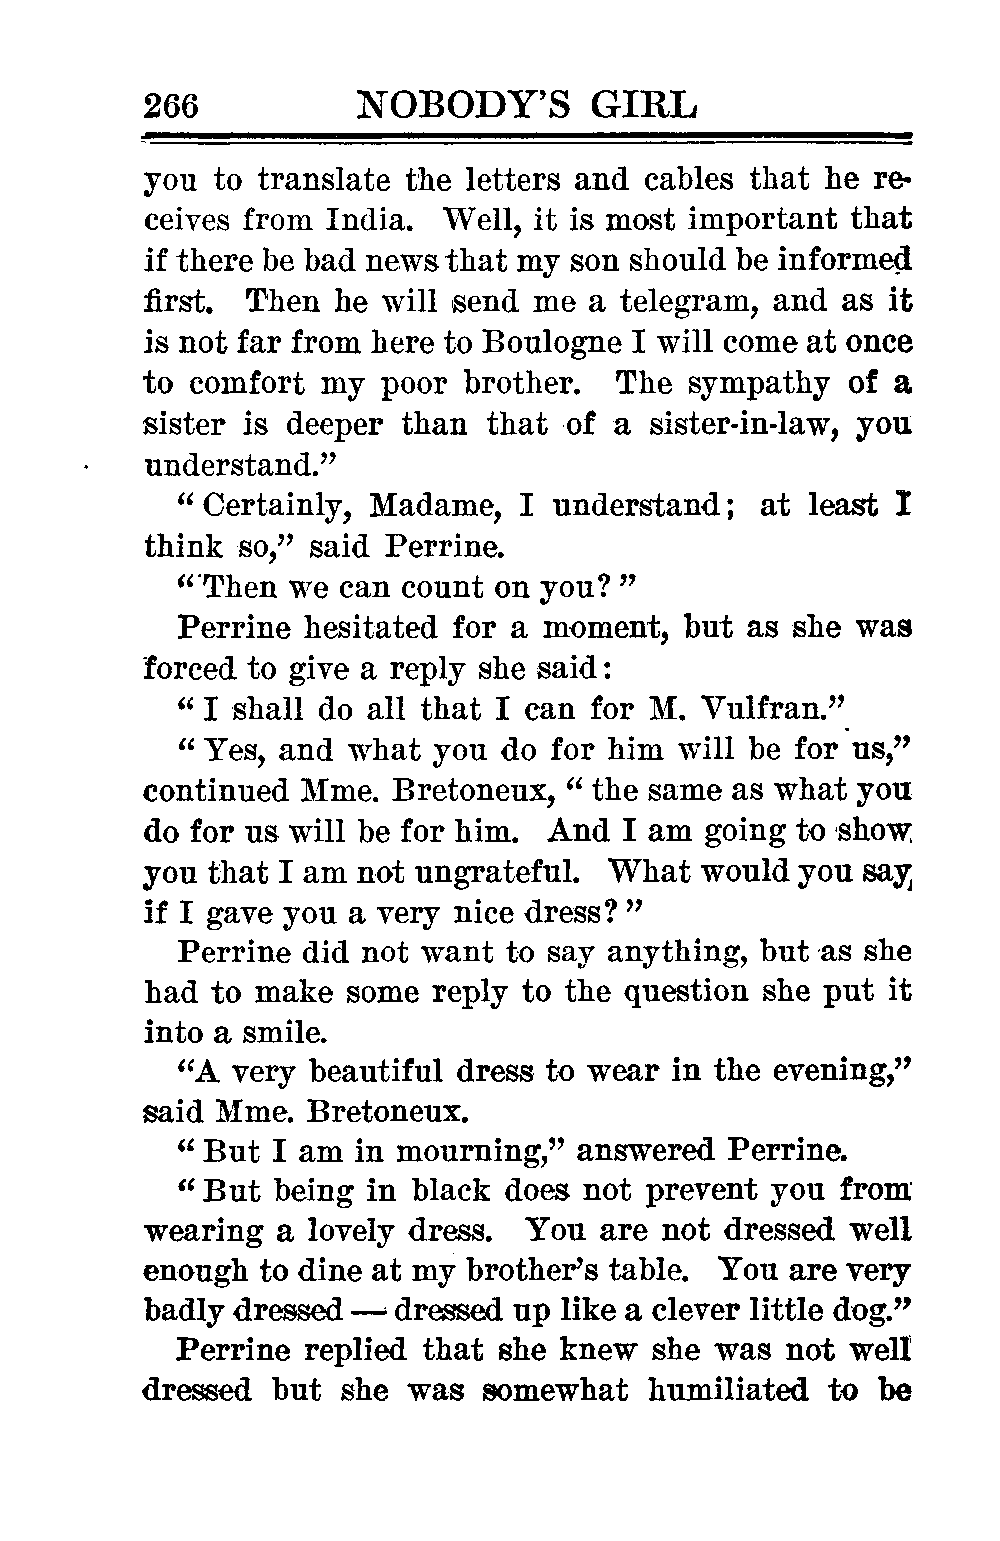 266 NOBODY'S GIRL
you to translate the letters and cables that he re-
ceives from India. Well, it is most important that
if there be bad news that my son should be informed
first. Then he will send me a telegram, and as it
is not far from here to Boulogne I will come at once
to comfort my poor brother. The sympathy of a
sister is deeper than that of a sister-in-law, you
understand."
"Certainly, Madame, I understand; at least I
think so," said Perrine.
"Then we can count on you?"
Perrine hesitated for a moment, but as she was
forced to give a reply she said:
"I shall do all that I can for M. Vulfran."
"Yes, and what you do for him will be for us,"
continued Mme. Bretoneux, "the same as what you
do for us will be for him. And I am going to show
you that I am not ungrateful. What would you say
if I gave you a very nice dress?"
Perrine did not want to say anything, but as she
had to make some reply to the question she put it
into a smile.
"A very beautiful dress to wear in the evening,"
said Mme. Bretoneux.
"But I am in mourning," answered Perrine.
"But being in black does not prevent you from
wearing a lovely dress. You are not dressed well
enough to dine at my brother's table. You are very
badly dressed — dressed up like a clever little dog."
Perrine replied that she knew she was not well
dressed but she was somewhat humiliated to be